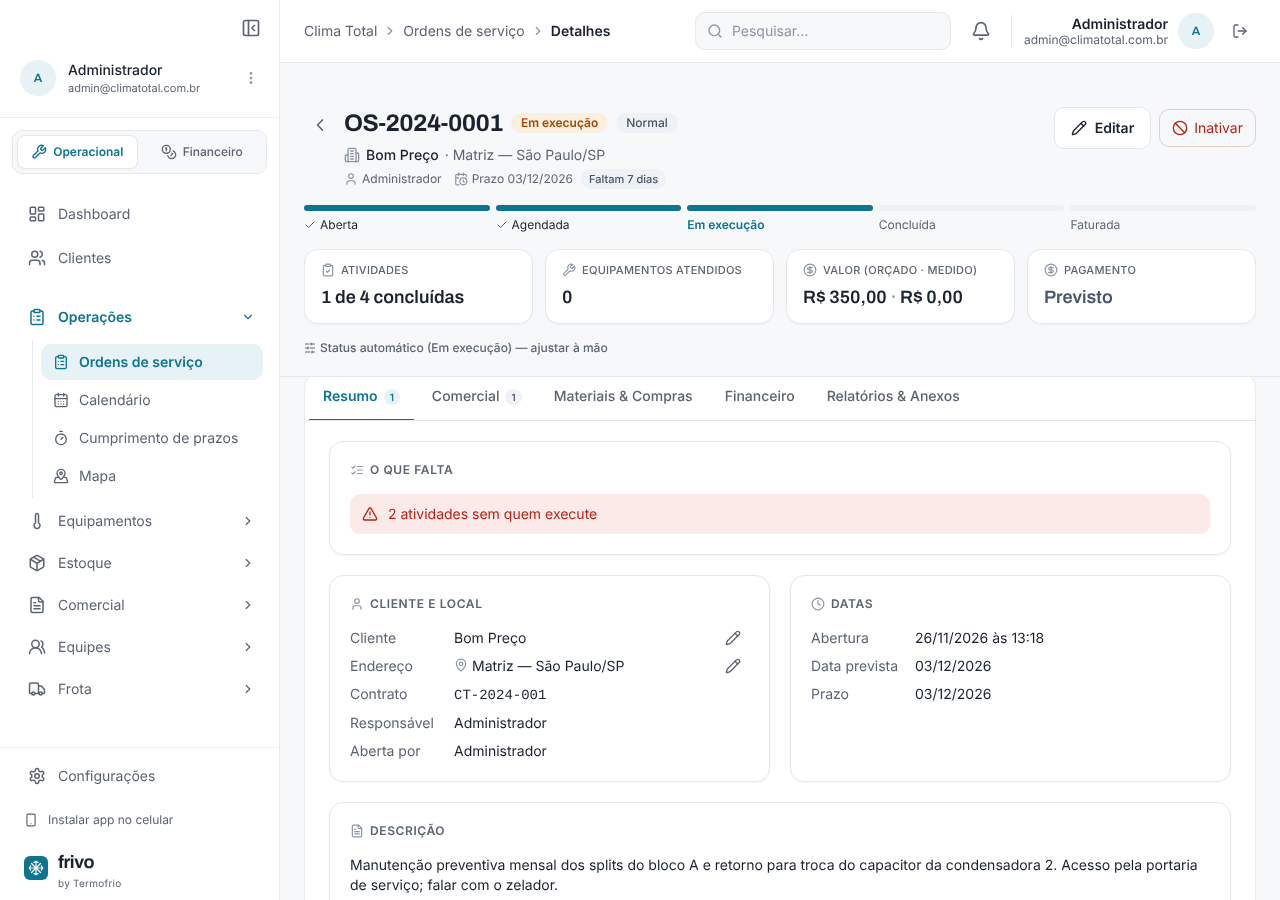 Clima Total
Ordens de serviço
Detalhes
Pesquisar...
Administrador
admin@climatotal.com.br
A
A
Administrador
admin@climatotal.com.br
Operacional
Financeiro
Dashboard
Clientes
Operações
Ordens de serviço
Calendário
Cumprimento de prazos
Mapa
Equipamentos
Estoque
Comercial
Equipes
Frota
Configurações
Instalar app no celular
frivo
by Termofrio
OS-2024-0001
Em execução
Normal
Editar
Inativar
Bom Preço · Matriz — São Paulo/SP
Administrador
Prazo 03/12/2026
Faltam 7 dias
Aberta
Agendada
Em execução
Concluída
Faturada
ATIVIDADES
1 de 4 concluídas
EQUIPAMENTOS ATENDIDOS
0
VALOR (ORÇADO · MEDIDO)
R$ 350,00 · R$ 0,00
PAGAMENTO
Previsto
Status automático (Em execução) — ajustar à mão
Resumo 1
Comercial 1
Materiais & Compras
Financeiro
Relatórios & Anexos
O QUE FALTA
2 atividades sem quem execute
CLIENTE E LOCAL
Cliente Bom Preço
Endereço Matriz — São Paulo/SP
Contrato CT-2024-001
Responsável Administrador
Aberta por Administrador
DATAS
Abertura 26/11/2026 às 13:18
Data prevista 03/12/2026
Prazo 03/12/2026
DESCRIÇÃO
Manutenção preventiva mensal dos splits do bloco A e retorno para troca do capacitor da condensadora 2. Acesso pela portaria
de serviço; falar com o zelador.